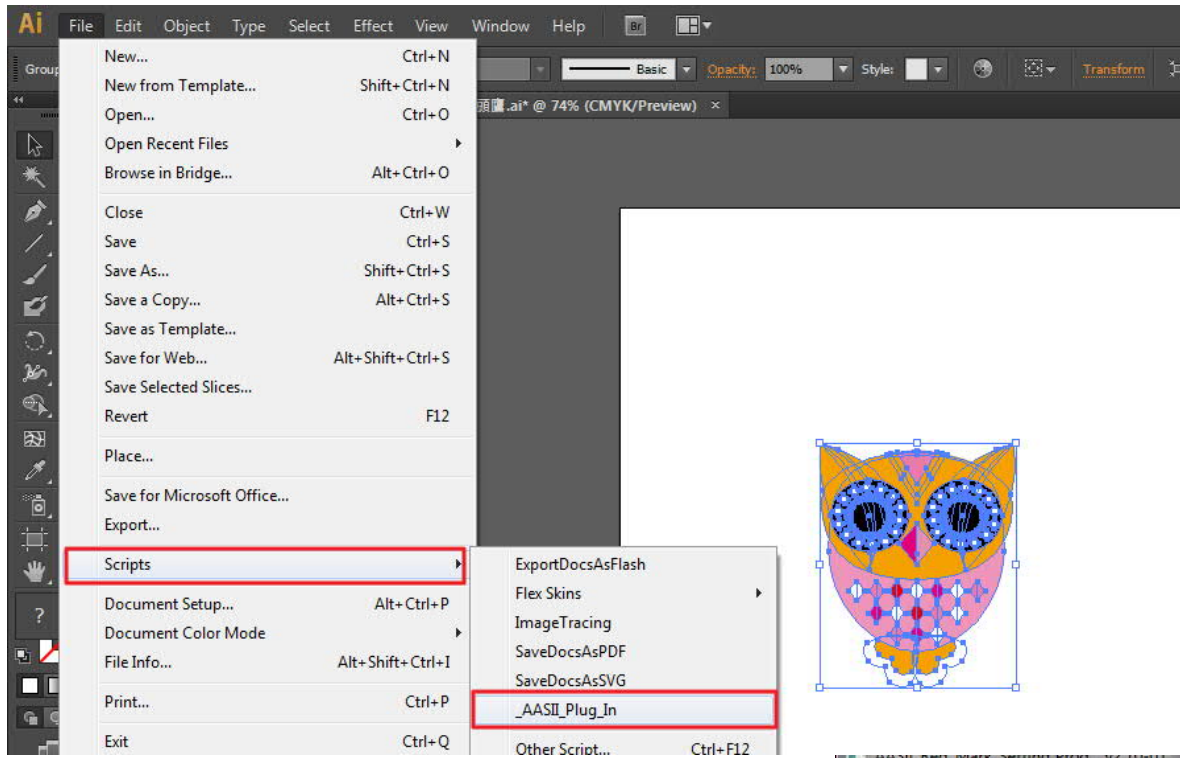 Ai File Edit Object Type Select Effect View Window Help Br
Group Basic Opacity: 100% Style: Transform
頭鷹.ai* @ 74% (CMYK/Preview) ×
New... Ctrl+N
New from Template... Shift+Ctrl+N
Open... Ctrl+O
Open Recent Files
Browse in Bridge... Alt+Ctrl+O
Close Ctrl+W
Save Ctrl+S
Save As... Shift+Ctrl+S
Save a Copy... Alt+Ctrl+S
Save as Template...
Save for Web... Alt+Shift+Ctrl+S
Save Selected Slices...
Revert F12
Place...
Save for Microsoft Office...
Export...
Scripts
Document Setup... Alt+Ctrl+P
Document Color Mode
File Info... Alt+Shift+Ctrl+I
Print... Ctrl+P
Exit Ctrl+Q
ExportDocsAsFlash
Flex Skins
ImageTracing
SaveDocsAsPDF
SaveDocsAsSVG
_AASII_Plug_In
Other Script... Ctrl+F12